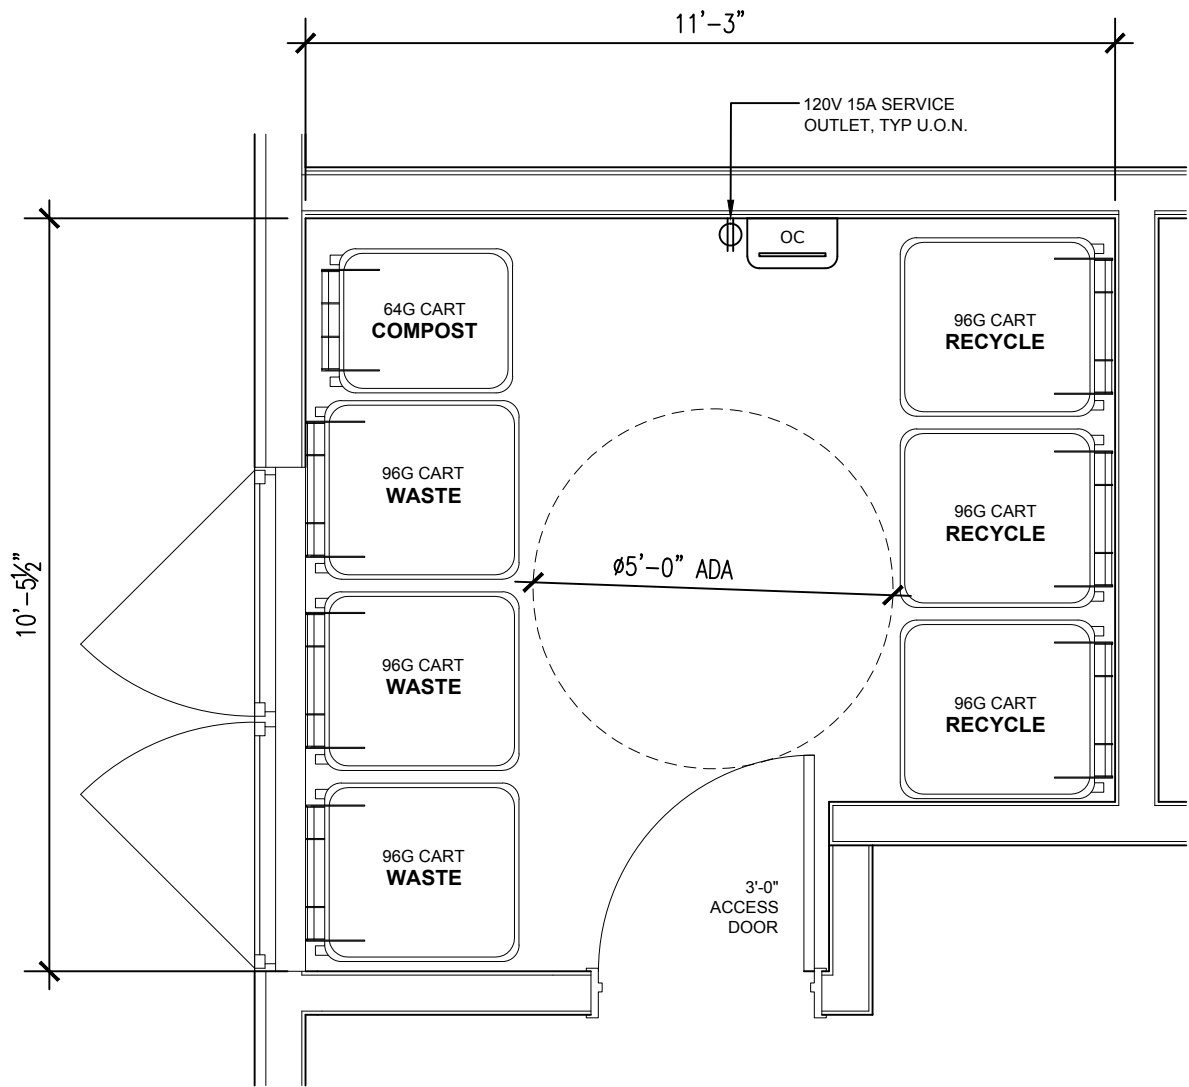 11'-3"
120V 15A SERVICE
OUTLET, TYP U.O.N.
OC
64G CART
COMPOST
96G CART
RECYCLE
96G CART
WASTE
96G CART
RECYCLE
10'-5½"
ø5'-0" ADA
96G CART
WASTE
96G CART
RECYCLE
96G CART
WASTE
3'-0"
ACCESS
DOOR